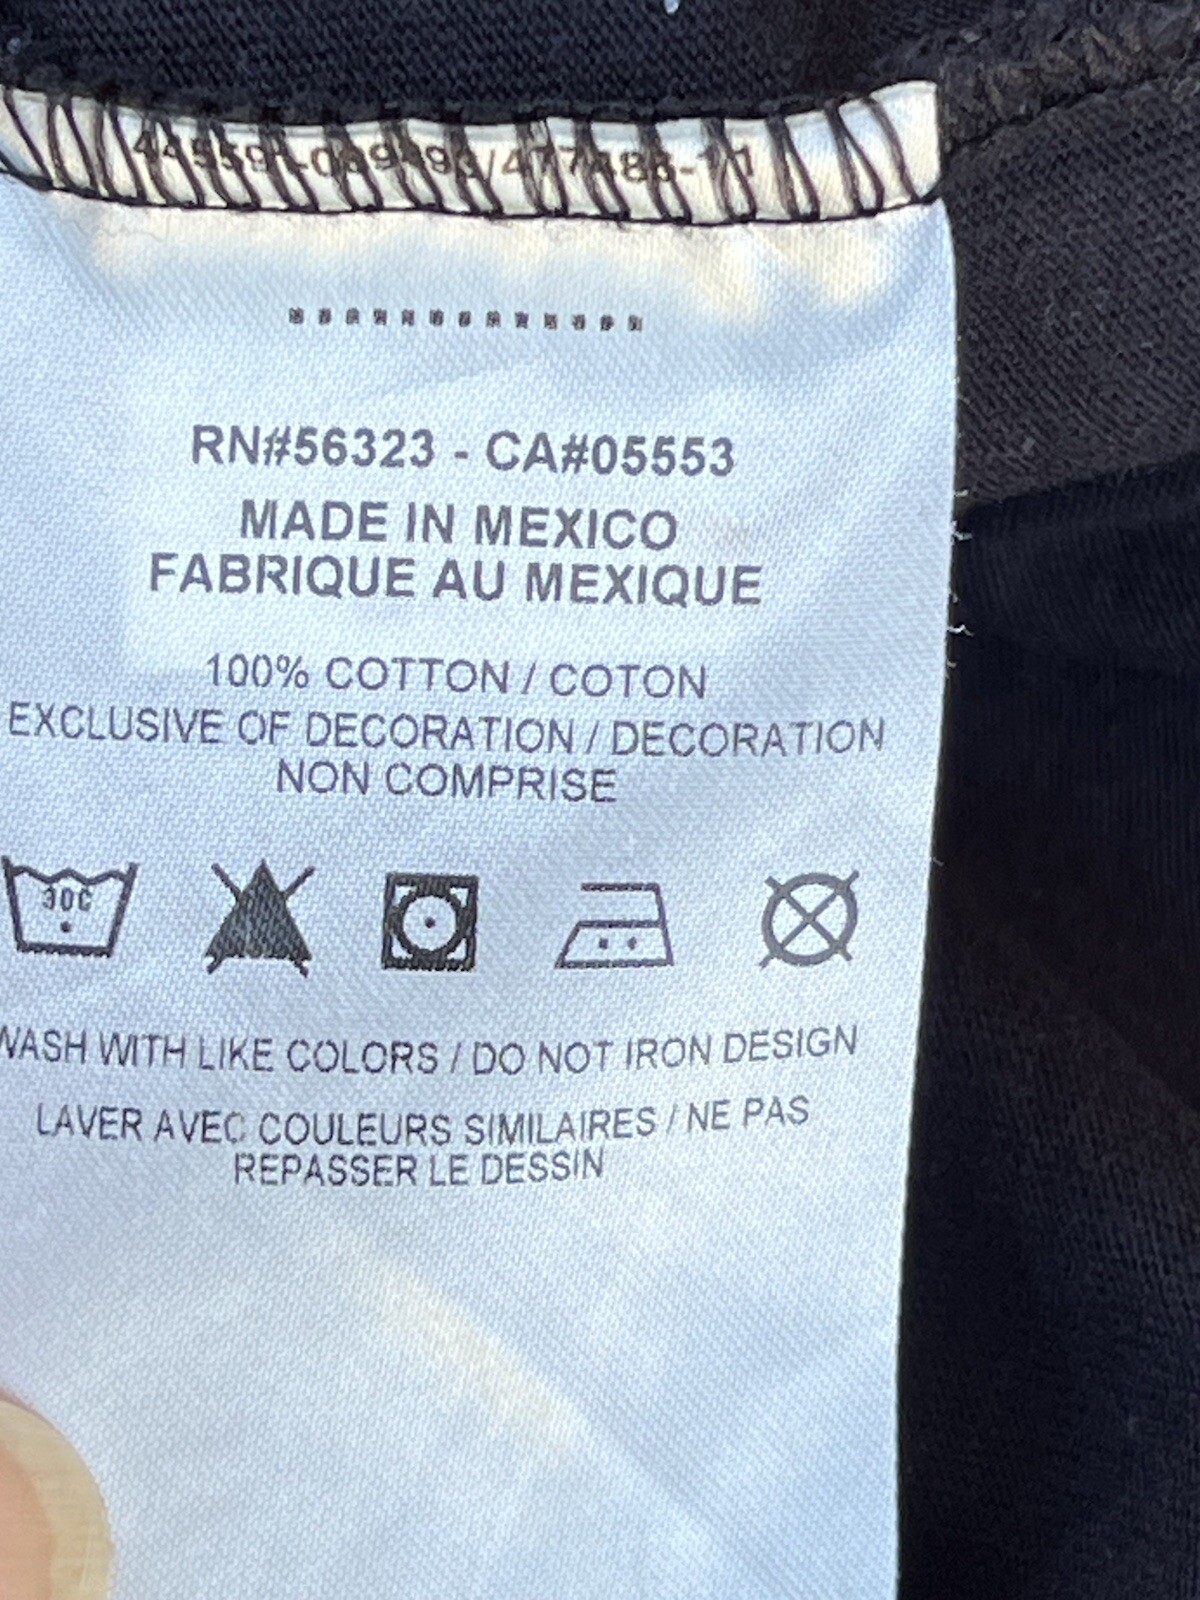 RN#56323 - CA#05553
MADE IN MEXICO
FABRIQUE AU MEXIQUE
100% COTTON / COTON
EXCLUSIVE OF DECORATION / DECORATION
NON COMPRISE
30C
WASH WITH LIKE COLORS / DO NOT IRON DESIGN
LAVER AVEC COULEURS SIMILAIRES / NE PAS
REPASSER LE DESSIN